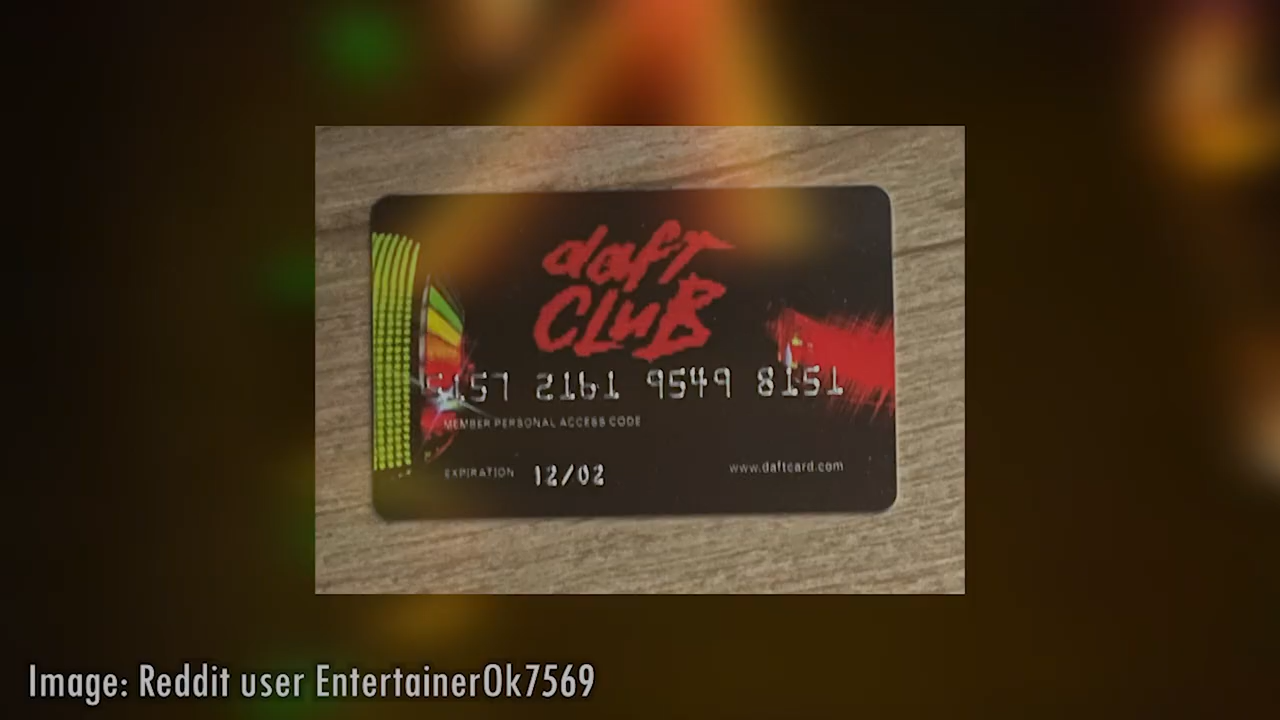 daft
CLUB
5157 2161 9549 8151
MEMBER PERSONAL ACCESS CODE
EXPIRATION 12/02
www.daftcard.com
Image: Reddit user EntertainerOk7569